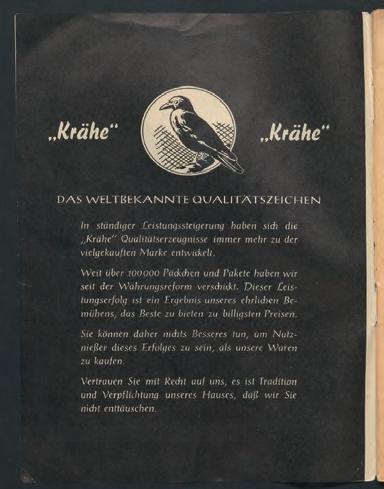 „Krähe“ „Krähe“
DAS WELTBEKANNTE QUALITÄTSZEICHEN
In ständiger Leistungssteigerung haben sich die
„Krähe“ Qualitätserzeugnisse immer mehr zu der
vielgekauften Marke entwickelt.
Weit über 100000 Päckchen und Pakete haben wir
seit der Währungsreform verschickt. Dieser Leis-
tungserfolg ist ein Ergebnis unseres ehrlichen Be-
mühens, das Beste zu bieten zu billigsten Preisen.
Sie können daher nichts Besseres tun, um Nutz-
nießer dieses Erfolges zu sein, als unsere Waren
zu kaufen.
Vertrauen Sie mit Recht auf uns, es ist Tradition
und Verpflichtung unseres Hauses, daß wir Sie
nicht enttäuschen.